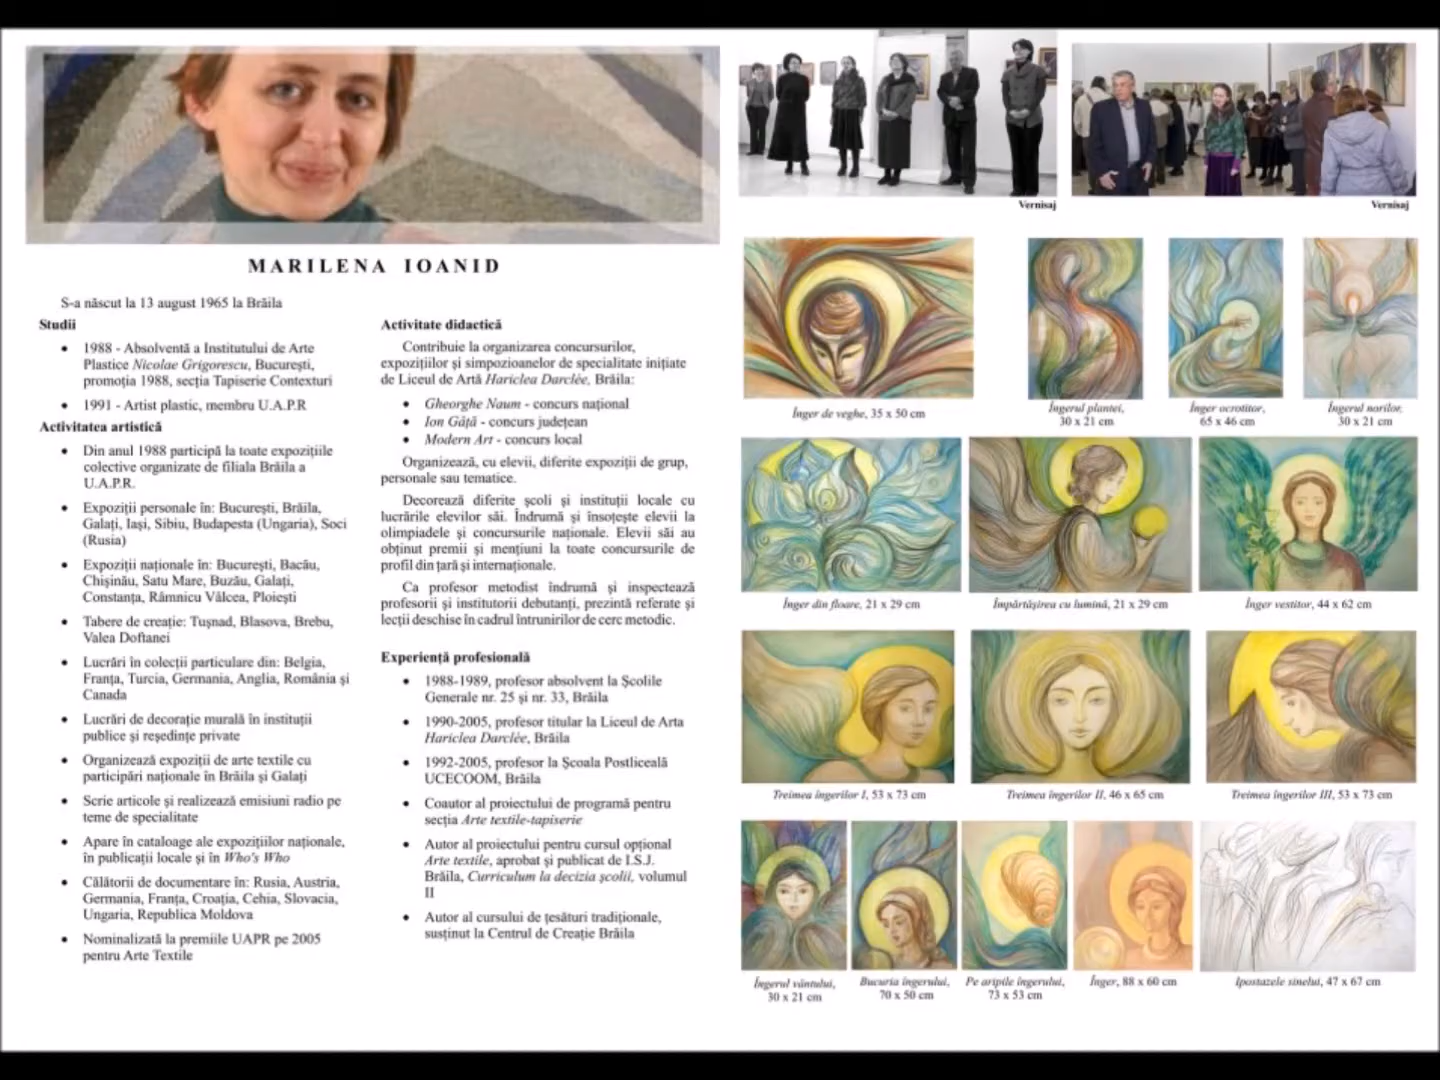 MARILENA IOANID
S-a născut la 13 august 1965 la Brăila
Studii
• 1988 - Absolventă a Institutului de Arte
Plastice Nicolae Grigorescu, București,
promoția 1988, secția Tapiserie Contexturi
• 1991 - Artist plastic, membru U.A.P.R
Activitatea artistică
• Din anul 1988 participă la toate expozițiile
colective organizate de filiala Brăila a
U.A.P.R.
• Expoziții personale în: București, Brăila,
Galați, Iași, Sibiu, Budapesta (Ungaria), Soci
(Rusia)
• Expoziții naționale în: București, Bacău,
Chișinău, Satu Mare, Buzău, Galați,
Constanța, Râmnicu Vâlcea, Ploiești
• Tabere de creație: Tușnad, Blasova, Brebu,
Valea Doftanei
• Lucrări în colecții particulare din: Belgia,
Franța, Turcia, Germania, Anglia, România și
Canada
• Lucrări de decorație murală în instituții
publice și reședințe private
• Organizează expoziții de arte textile cu
participări naționale în Brăila și Galați
• Scrie articole și realizează emisiuni radio pe
teme de specialitate
• Apare în cataloage ale expozițiilor naționale,
în publicații locale și în Who's Who
• Călătorii de documentare în: Rusia, Austria,
Germania, Franța, Croația, Cehia, Slovacia,
Ungaria, Republica Moldova
• Nominalizată la premiile UAPR pe 2005
pentru Arte Textile
Activitate didactică
Contribuie la organizarea concursurilor,
expozițiilor și simpozioanelor de specialitate inițiate
de Liceul de Artă Hariclea Darclée, Brăila:
• Gheorghe Naum - concurs național
• Ion Gâță - concurs județean
• Modern Art - concurs local
Organizează, cu elevii, diferite expoziții de grup,
personale sau tematice.
Decorează diferite școli și instituții locale cu
lucrările elevilor săi. Îndrumă și însoțește elevii la
olimpiadele și concursurile naționale. Elevii săi au
obținut premii și mențiuni la toate concursurile de
profil din țară și internaționale.
Ca profesor metodist îndrumă și inspectează
profesorii și institutorii debutanți, prezintă referate și
lecții deschise în cadrul întrunirilor de cerc metodic.
Experiență profesională
• 1988-1989, profesor absolvent la Școlile
Generale nr. 25 și nr. 33, Brăila
• 1990-2005, profesor titular la Liceul de Arta
Hariclea Darclée, Brăila
• 1992-2005, profesor la Școala Postliceală
UCECOOM, Brăila
• Coautor al proiectului de programă pentru
secția Arte textile-tapiserie
• Autor al proiectului pentru cursul opțional
Arte textile, aprobat și publicat de I.S.J.
Brăila, Curriculum la decizia școlii, volumul
II
• Autor al cursului de țesături tradiționale,
susținut la Centrul de Creație Brăila
Vernisaj
Vernisaj
Înger de veghe, 35 x 50 cm
Îngerul plantei,
30 x 21 cm
Înger ocrotitor,
65 x 46 cm
Îngerul norilor,
30 x 21 cm
Înger din floare, 21 x 29 cm
Împărtășirea cu lumină, 21 x 29 cm
Înger vestitor, 44 x 62 cm
Treimea îngerilor I, 53 x 73 cm
Treimea îngerilor II, 46 x 65 cm
Treimea îngerilor III, 53 x 73 cm
Îngerul vântului,
30 x 21 cm
Bucuria îngerului,
70 x 50 cm
Pe aripile îngerului,
73 x 53 cm
Înger, 88 x 60 cm
Ipostazele sinelui, 47 x 67 cm